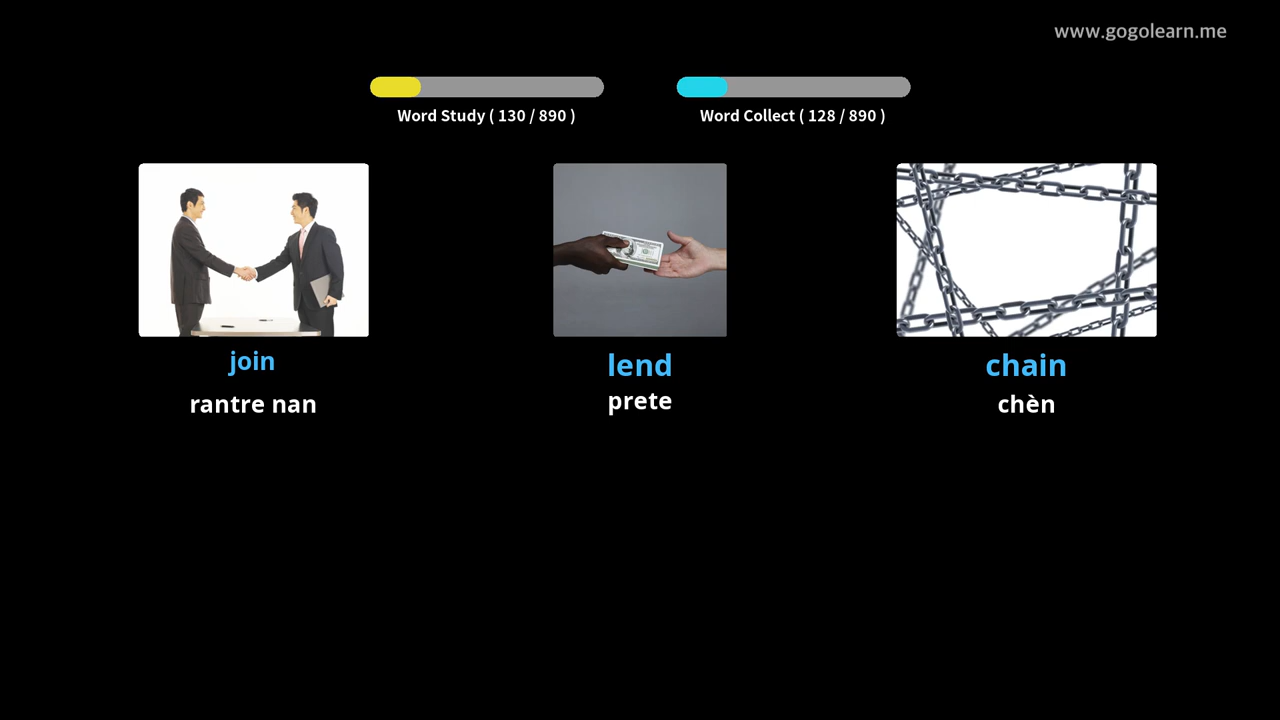 www.gogolearn.me
Word Study ( 130 / 890 )
Word Collect ( 128 / 890 )
join
rantre nan
lend
prete
chain
chèn